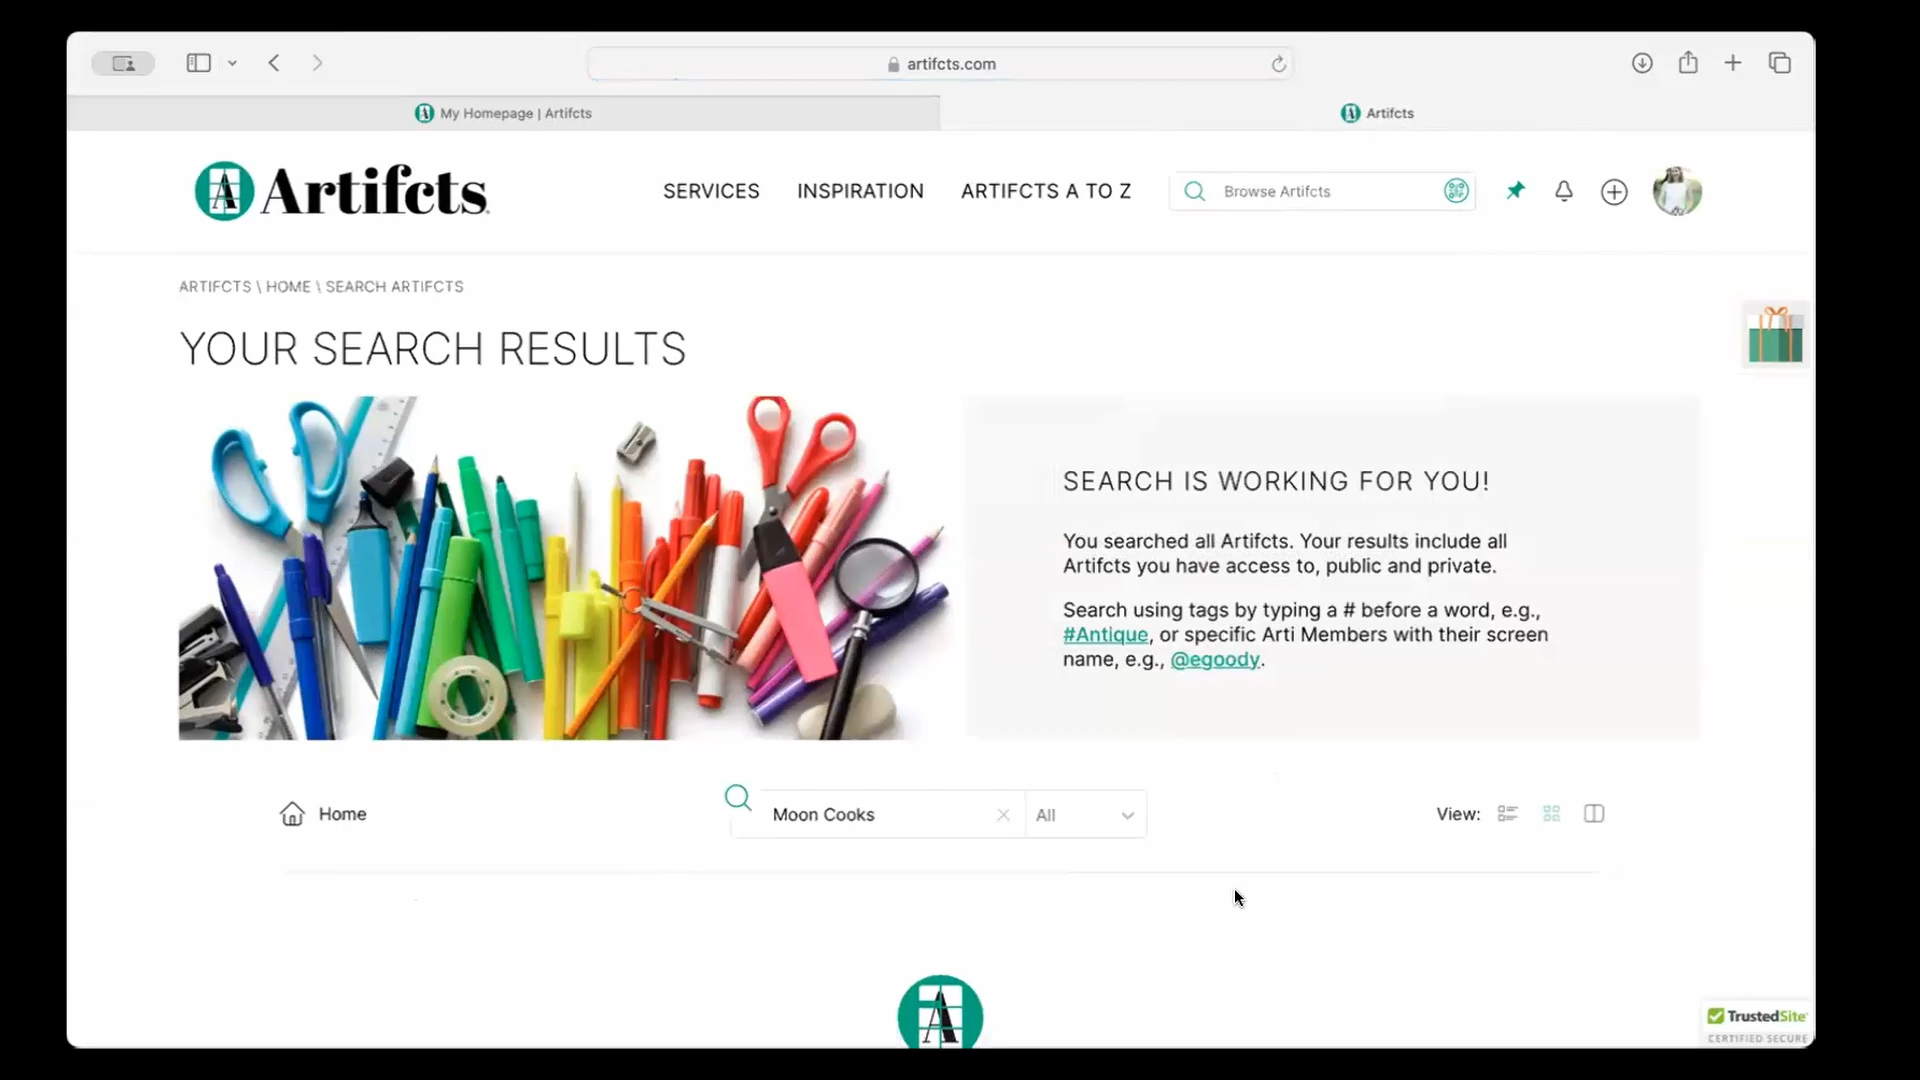 artifcts.com
My Homepage | Artifcts
Artifcts
Artifcts
SERVICES
INSPIRATION
ARTIFCTS A TO Z
Browse Artifcts
ARTIFCTS \ HOME \ SEARCH ARTIFCTS
YOUR SEARCH RESULTS
SEARCH IS WORKING FOR YOU!
You searched all Artifcts. Your results include all
Artifcts you have access to, public and private.
Search using tags by typing a # before a word, e.g.,
#Antique, or specific Arti Members with their screen
name, e.g., @egoody.
Home
Moon Cooks
All
View:
A
TrustedSite
CERTIFIED SECURE